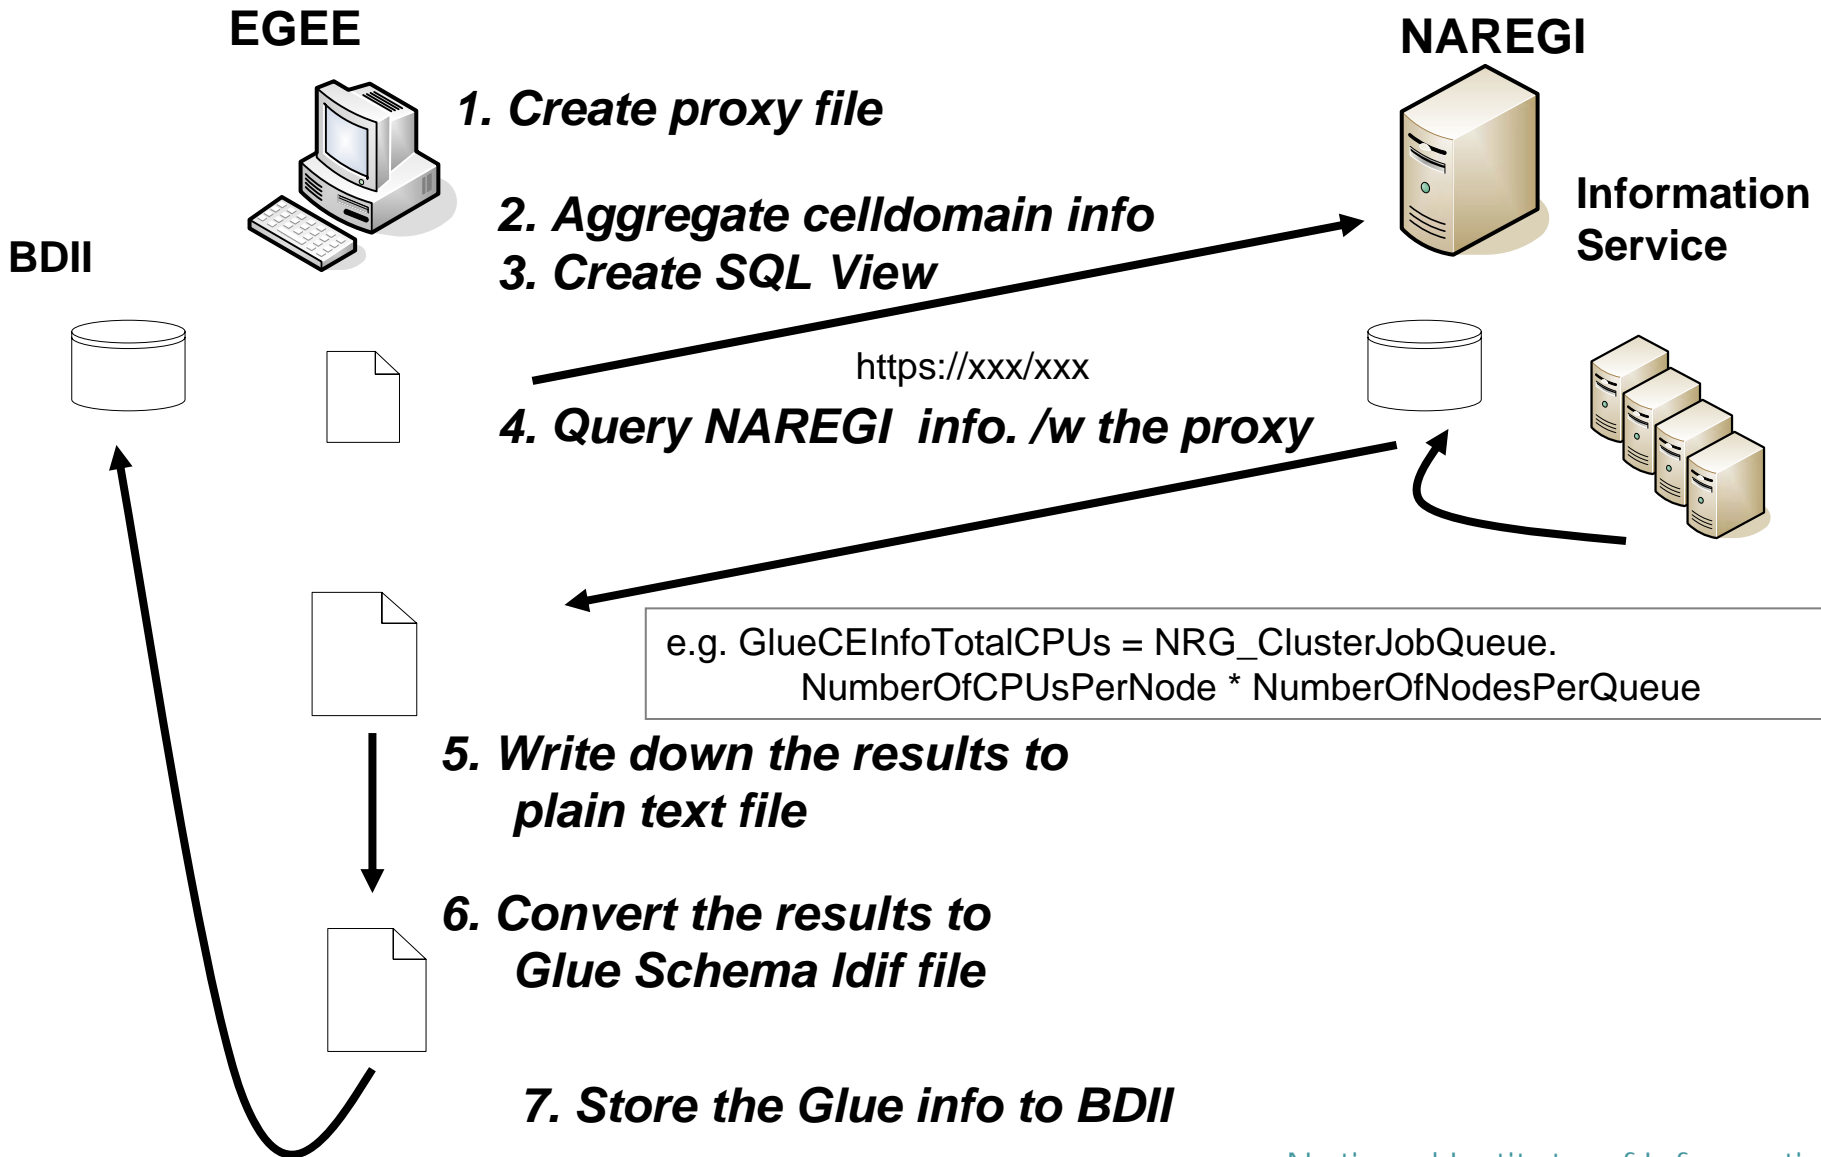 EGEE
NAREGI
1. Create proxy file
2. Aggregate celldomain info
3. Create SQL View
Information
Service
BDII
https://xxx/xxx
4. Query NAREGI info. /w the proxy
e.g. GlueCEInfoTotalCPUs = NRG_ClusterJobQueue.
NumberOfCPUsPerNode * NumberOfNodesPerQueue
5. Write down the results to
plain text file
6. Convert the results to
Glue Schema ldif file
7. Store the Glue info to BDII